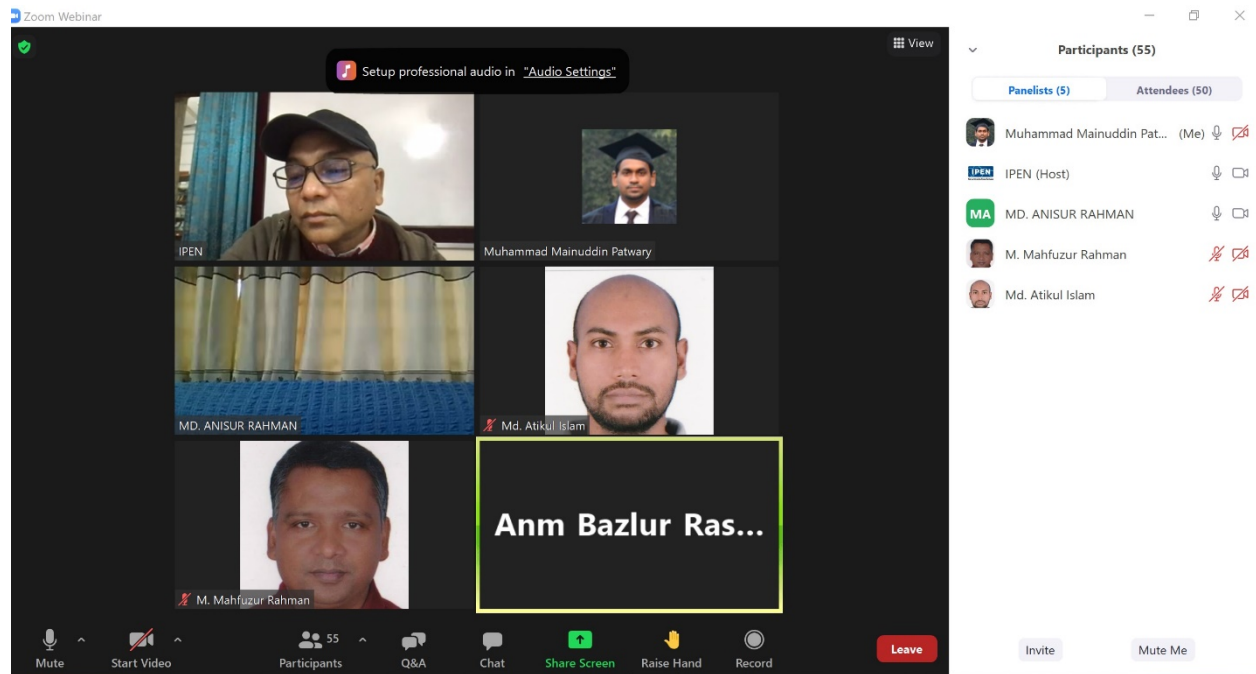 Zoom Webinar
Setup professional audio in "Audio Settings"
View
IPEN
Muhammad Mainuddin Patwary
MD. ANISUR RAHMAN
Md. Atikul Islam
M. Mahfuzur Rahman
Anm Bazlur Ras...
Mute
Start Video
55
Participants
Q&A
Chat
Share Screen
Raise Hand
Record
Leave
Participants (55)
Panelists (5)
Attendees (50)
Muhammad Mainuddin Pat... (Me)
IPEN
IPEN (Host)
MA
MD. ANISUR RAHMAN
M. Mahfuzur Rahman
Md. Atikul Islam
Invite
Mute Me